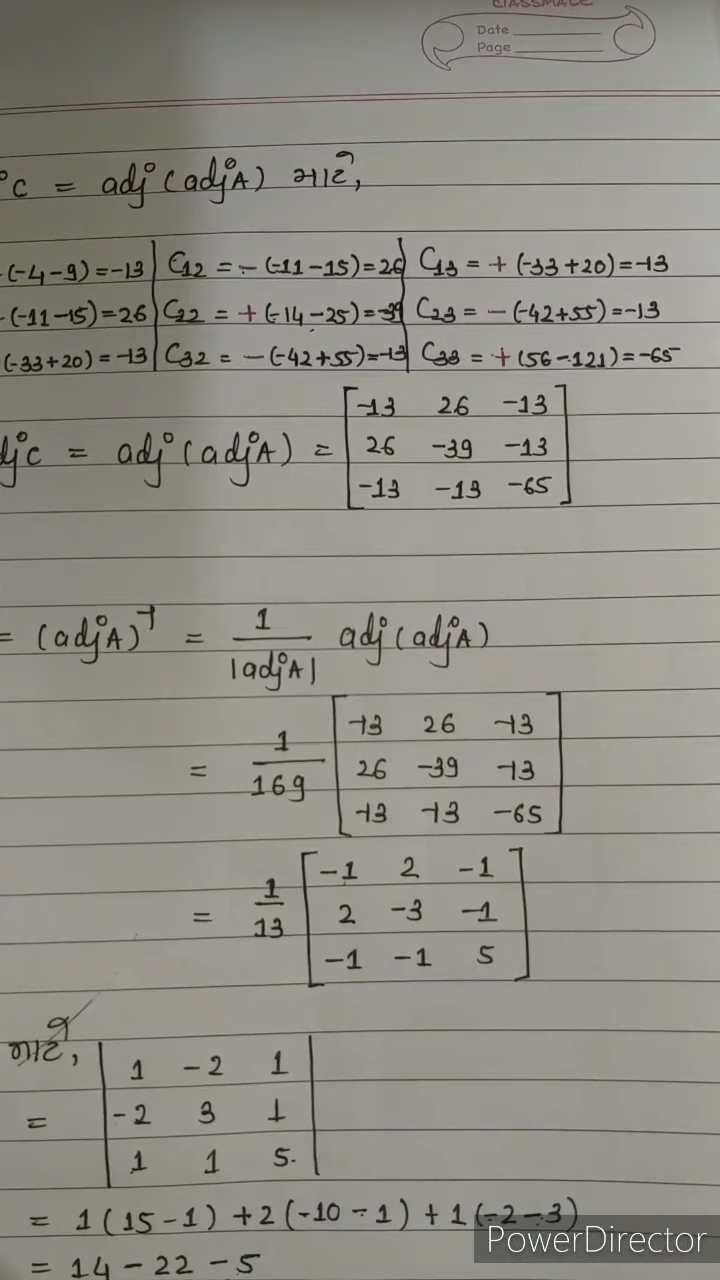 CLASSMATE
Date
Page
C = adj (adjA) માટે,
(-4-9)=-13 | C12 = - (-11-15)=26 | C13 = + (-33+20)=-13
-(-11-15)=26 | C22 = + (-14-25)=-39 | C23 = - (-42+55)=-13
(-33+20)=-13 | C32 = - (-42+55)=-13 | C33 = + (56-121)=-65
djC = adj (adjA) = [-13 26 -13
26 -39 -13
-13 -13 -65]
= (adjA)⁻¹ = 1/|adjA| adj (adjA)
= 1/169 [-13 26 -13
26 -39 -13
-13 -13 -65]
= 1/13 [-1 2 -1
2 -3 -1
-1 -1 5]
માટે,
= | 1 -2 1
-2 3 1
1 1 5 |
= 1(15-1) +2(-10-1) +1(-2-3)
= 14-22-5
PowerDirector